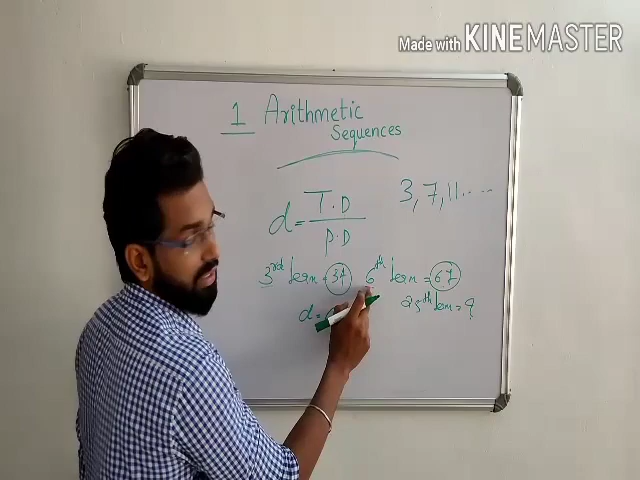 Made with KINEMASTER
1 Arithmetic
Sequences
d = T.D
P.D
3, 7, 11.....
3rd term = 37 6th term = 67
d = 25th term = ?